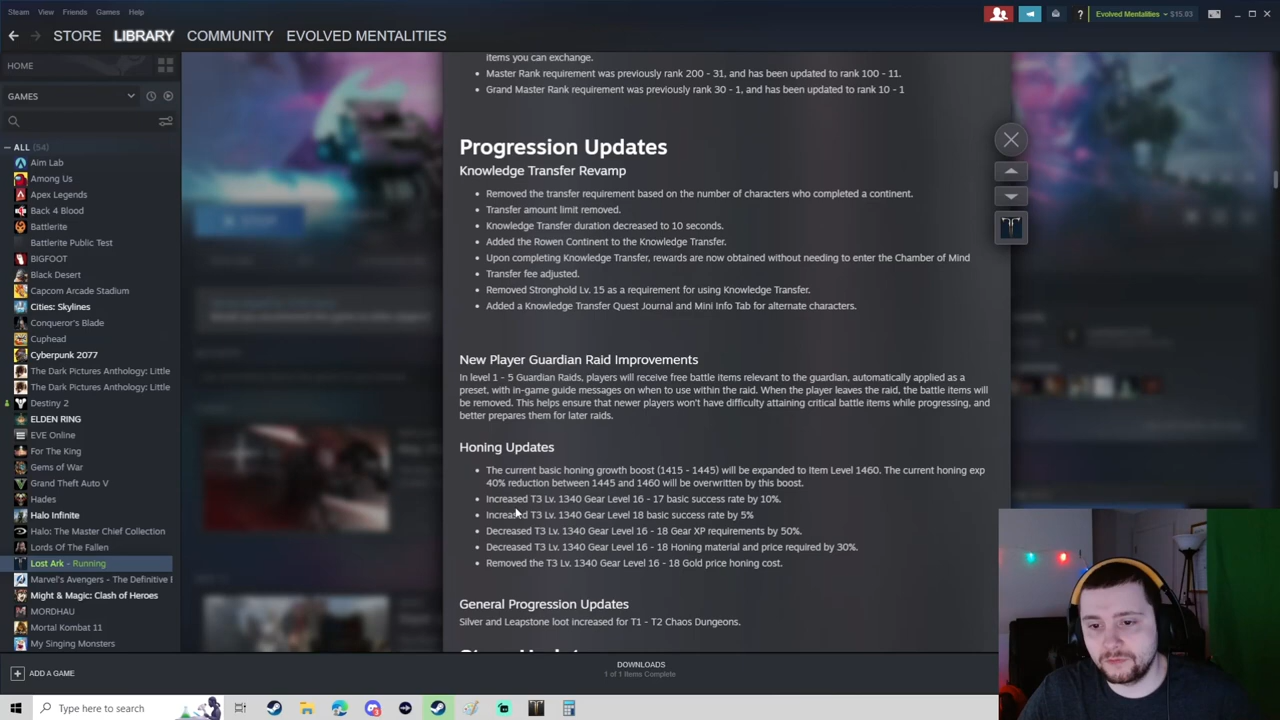 Steam View Friends Games Help
Evolved Mentalities $15.93
STORE LIBRARY COMMUNITY EVOLVED MENTALITIES
HOME
GAMES
ALL (54)
Aim Lab
Among Us
Apex Legends
Back 4 Blood
Battlerite
Battlerite Public Test
BIGFOOT
Black Desert
Capcom Arcade Stadium
Cities: Skylines
Conqueror's Blade
Cuphead
Cyberpunk 2077
The Dark Pictures Anthology: Little
The Dark Pictures Anthology: Little
Destiny 2
ELDEN RING
EVE Online
For The King
Gems of War
Grand Theft Auto V
Hades
Halo Infinite
Halo: The Master Chief Collection
Lords Of The Fallen
Lost Ark - Running
Marvel's Avengers - The Definitive E
Might & Magic: Clash of Heroes
MORDHAU
Mortal Kombat 11
My Singing Monsters
items you can exchange.
• Master Rank requirement was previously rank 200 - 31, and has been updated to rank 100 - 11.
• Grand Master Rank requirement was previously rank 30 - 1, and has been updated to rank 10 - 1
Progression Updates
Knowledge Transfer Revamp
• Removed the transfer requirement based on the number of characters who completed a continent.
• Transfer amount limit removed.
• Knowledge Transfer duration decreased to 10 seconds.
• Added the Rowen Continent to the Knowledge Transfer.
• Upon completing Knowledge Transfer, rewards are now obtained without needing to enter the Chamber of Mind
• Transfer fee adjusted.
• Removed Stronghold Lv. 15 as a requirement for using Knowledge Transfer.
• Added a Knowledge Transfer Quest Journal and Mini Info Tab for alternate characters.
New Player Guardian Raid Improvements
In level 1 - 5 Guardian Raids, players will receive free battle items relevant to the guardian, automatically applied as a
preset, with in-game guide messages on when to use within the raid. When the player leaves the raid, the battle items will
be removed. This helps ensure that newer players won't have difficulty attaining critical battle items while progressing, and
better prepares them for later raids.
Honing Updates
• The current basic honing growth boost (1415 - 1445) will be expanded to Item Level 1460. The current honing exp
40% reduction between 1445 and 1460 will be overwritten by this boost.
• Increased T3 Lv. 1340 Gear Level 16 - 17 basic success rate by 10%.
• Increased T3 Lv. 1340 Gear Level 18 basic success rate by 5%
• Decreased T3 Lv. 1340 Gear Level 16 - 18 Gear XP requirements by 50%.
• Decreased T3 Lv. 1340 Gear Level 16 - 18 Honing material and price required by 30%.
• Removed the T3 Lv. 1340 Gear Level 16 - 18 Gold price honing cost.
General Progression Updates
Silver and Leapstone loot increased for T1 - T2 Chaos Dungeons.
ADD A GAME
DOWNLOADS
1 of 1 Items Complete
Type here to search